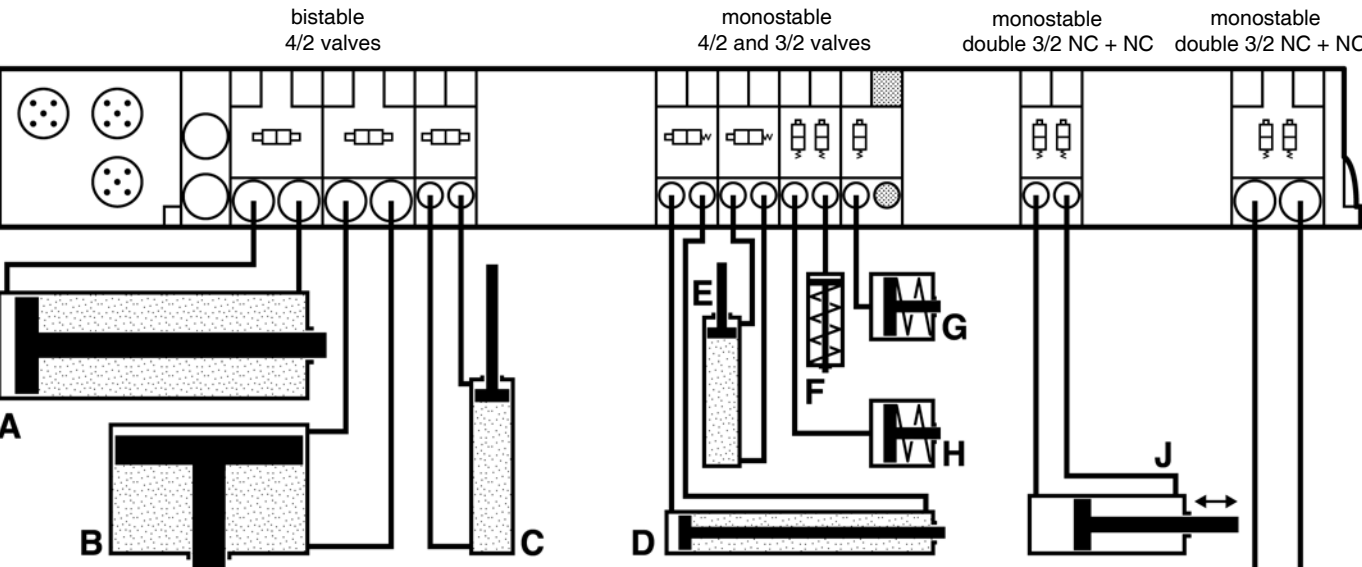 bistable
4/2 valves
monostable
4/2 and 3/2 valves
monostable
double 3/2 NC + NC
monostable
double 3/2 NC + NC
A
B
C
D
E
F
G
H
J